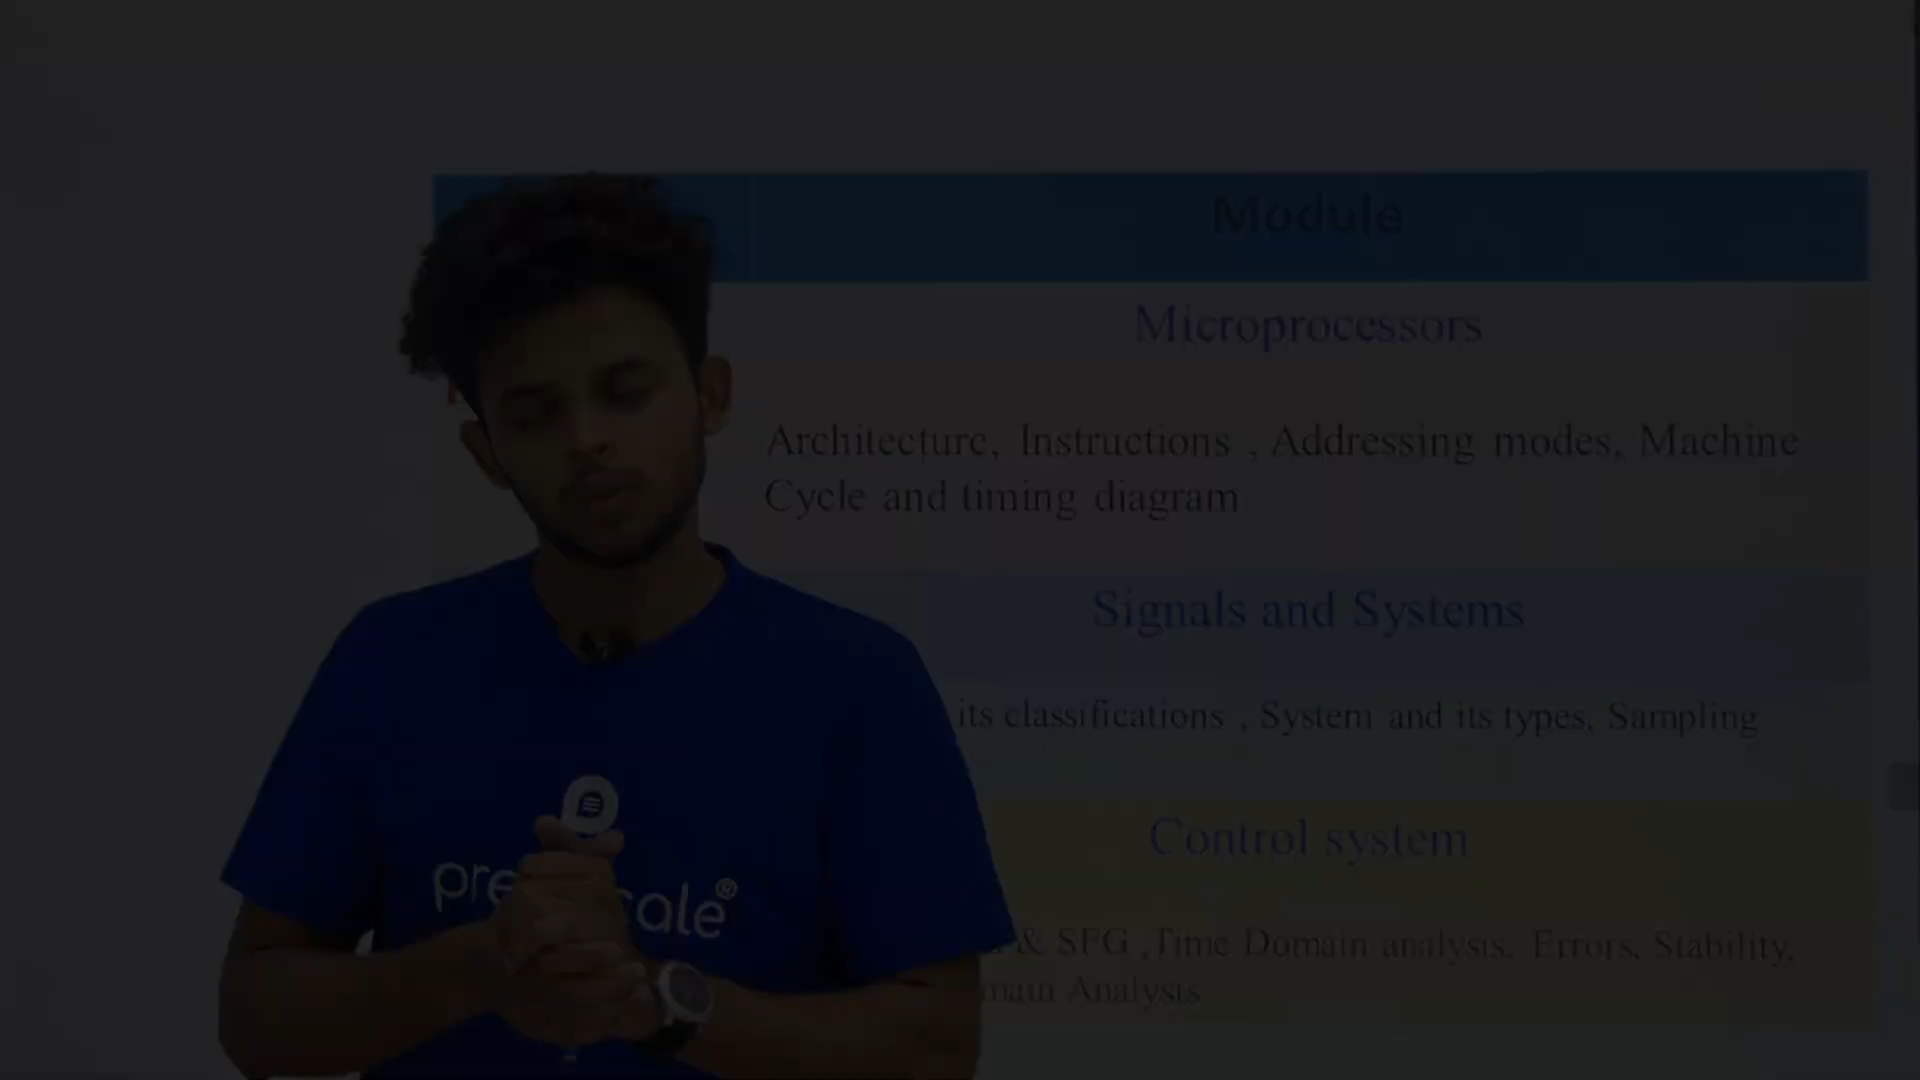 Module
Microprocessors
Architecture, Instructions , Addressing modes, Machine
Cycle and timing diagram
Signals and Systems
its classifications , System and its types, Sampling
Control system
& SFG ,Time Domain analysis, Errors, Stability,
Analysis
pre cale®